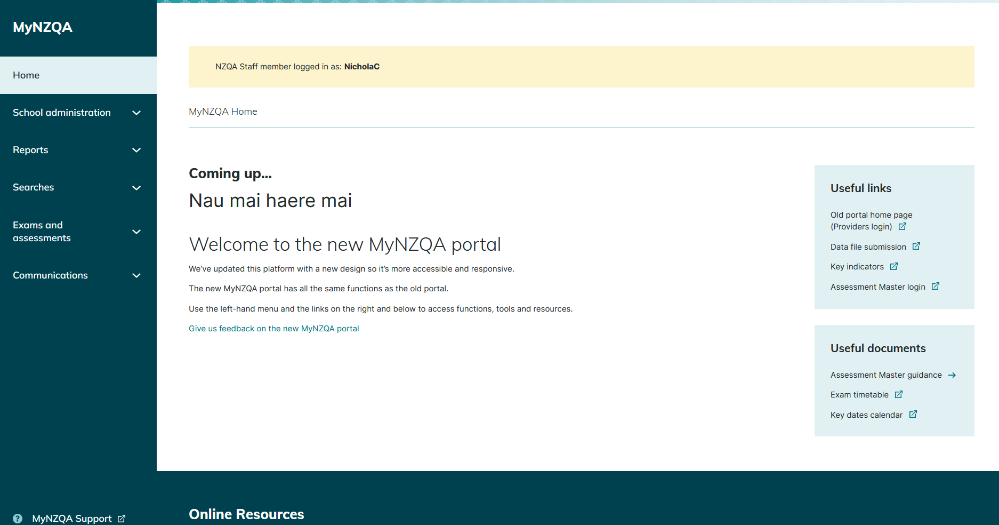 MyNZQA
Home
School administration
Reports
Searches
Exams and
assessments
Communications
MyNZQA Support
NZQA Staff member logged in as: NicholaC
MyNZQA Home
Coming up...
Nau mai haere mai
Welcome to the new MyNZQA portal
We’ve updated this platform with a new design so it’s more accessible and responsive.
The new MyNZQA portal has all the same functions as the old portal.
Use the left-hand menu and the links on the right and below to access functions, tools and resources.
Give us feedback on the new MyNZQA portal
Useful links
Old portal home page
(Providers login)
Data file submission
Key indicators
Assessment Master login
Useful documents
Assessment Master guidance
Exam timetable
Key dates calendar
Online Resources